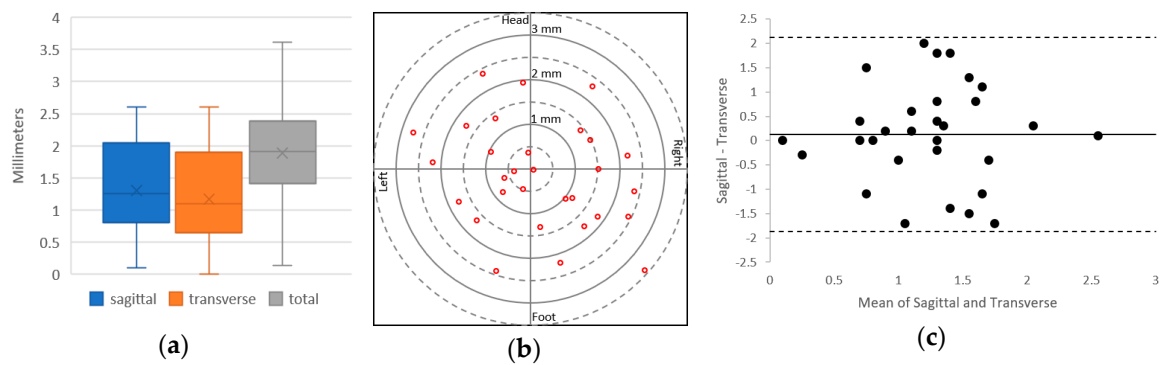 Millimeters
4
3.5
3
2.5
2
1.5
1
0.5
0
sagittal transverse total
(a)
Head
3 mm
2 mm
1 mm
Left
Right
Foot
(b)
Sagittal - Transverse
2.5
2
1.5
1
0.5
0
-0.5
-1
-1.5
-2
-2.5
0 0.5 1 1.5 2 2.5 3
Mean of Sagittal and Transverse
(c)